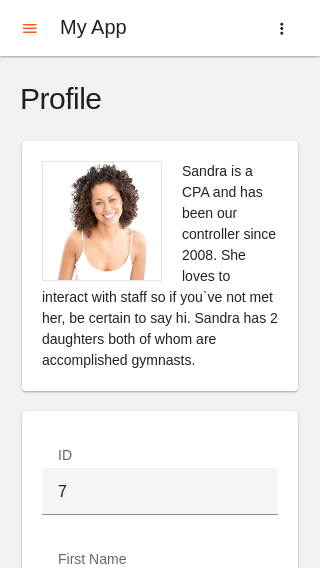 My App
Profile
Sandra is a
CPA and has
been our
controller since
2008. She
loves to
interact with staff so if you`ve not met
her, be certain to say hi. Sandra has 2
daughters both of whom are
accomplished gymnasts.
ID
7
First Name